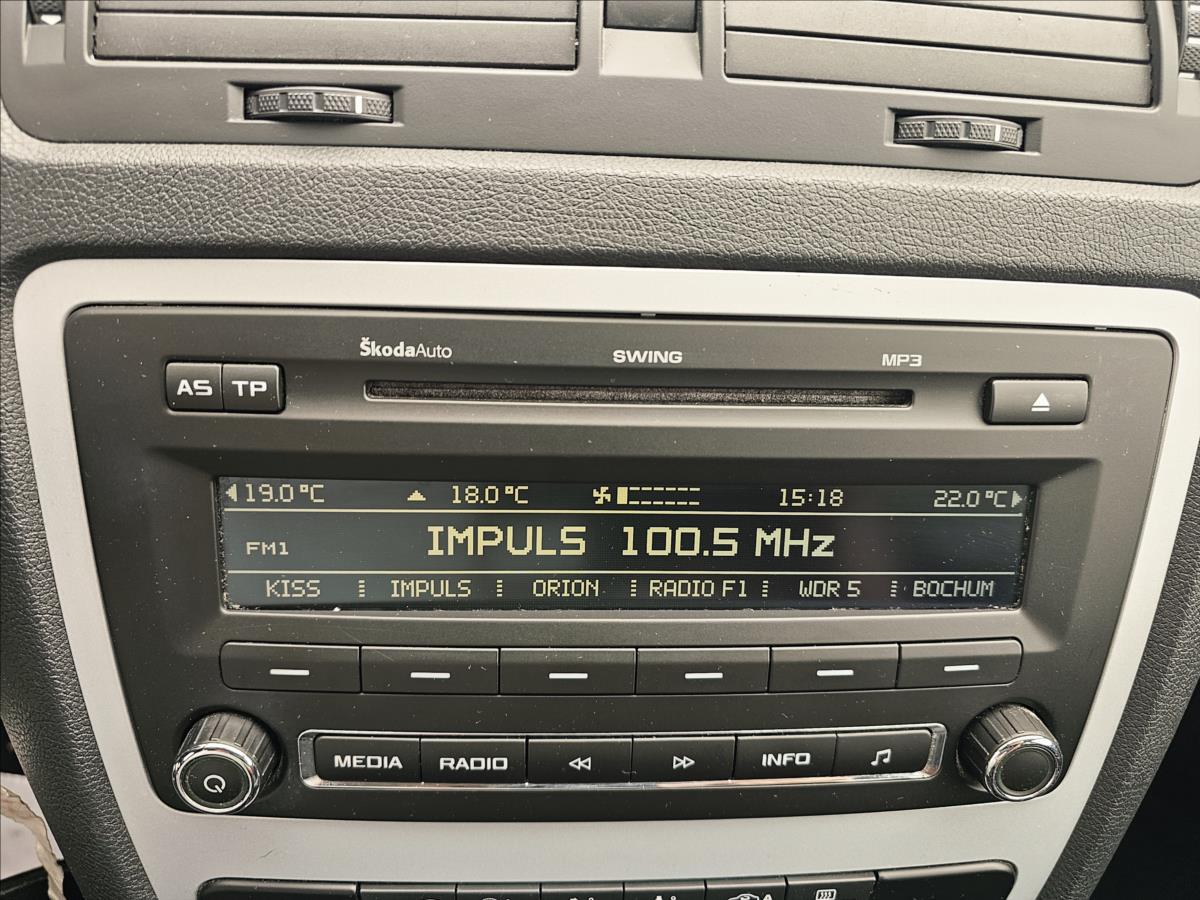 ŠkodaAuto SWING MP3
AS TP
19.0°C 18.0°C 15:18 22.0°C
IMPULS 100.5 MHz
FM1
KISS IMPULS ORION RADIO F1 WDR 5 BOCHUM
MEDIA RADIO INFO